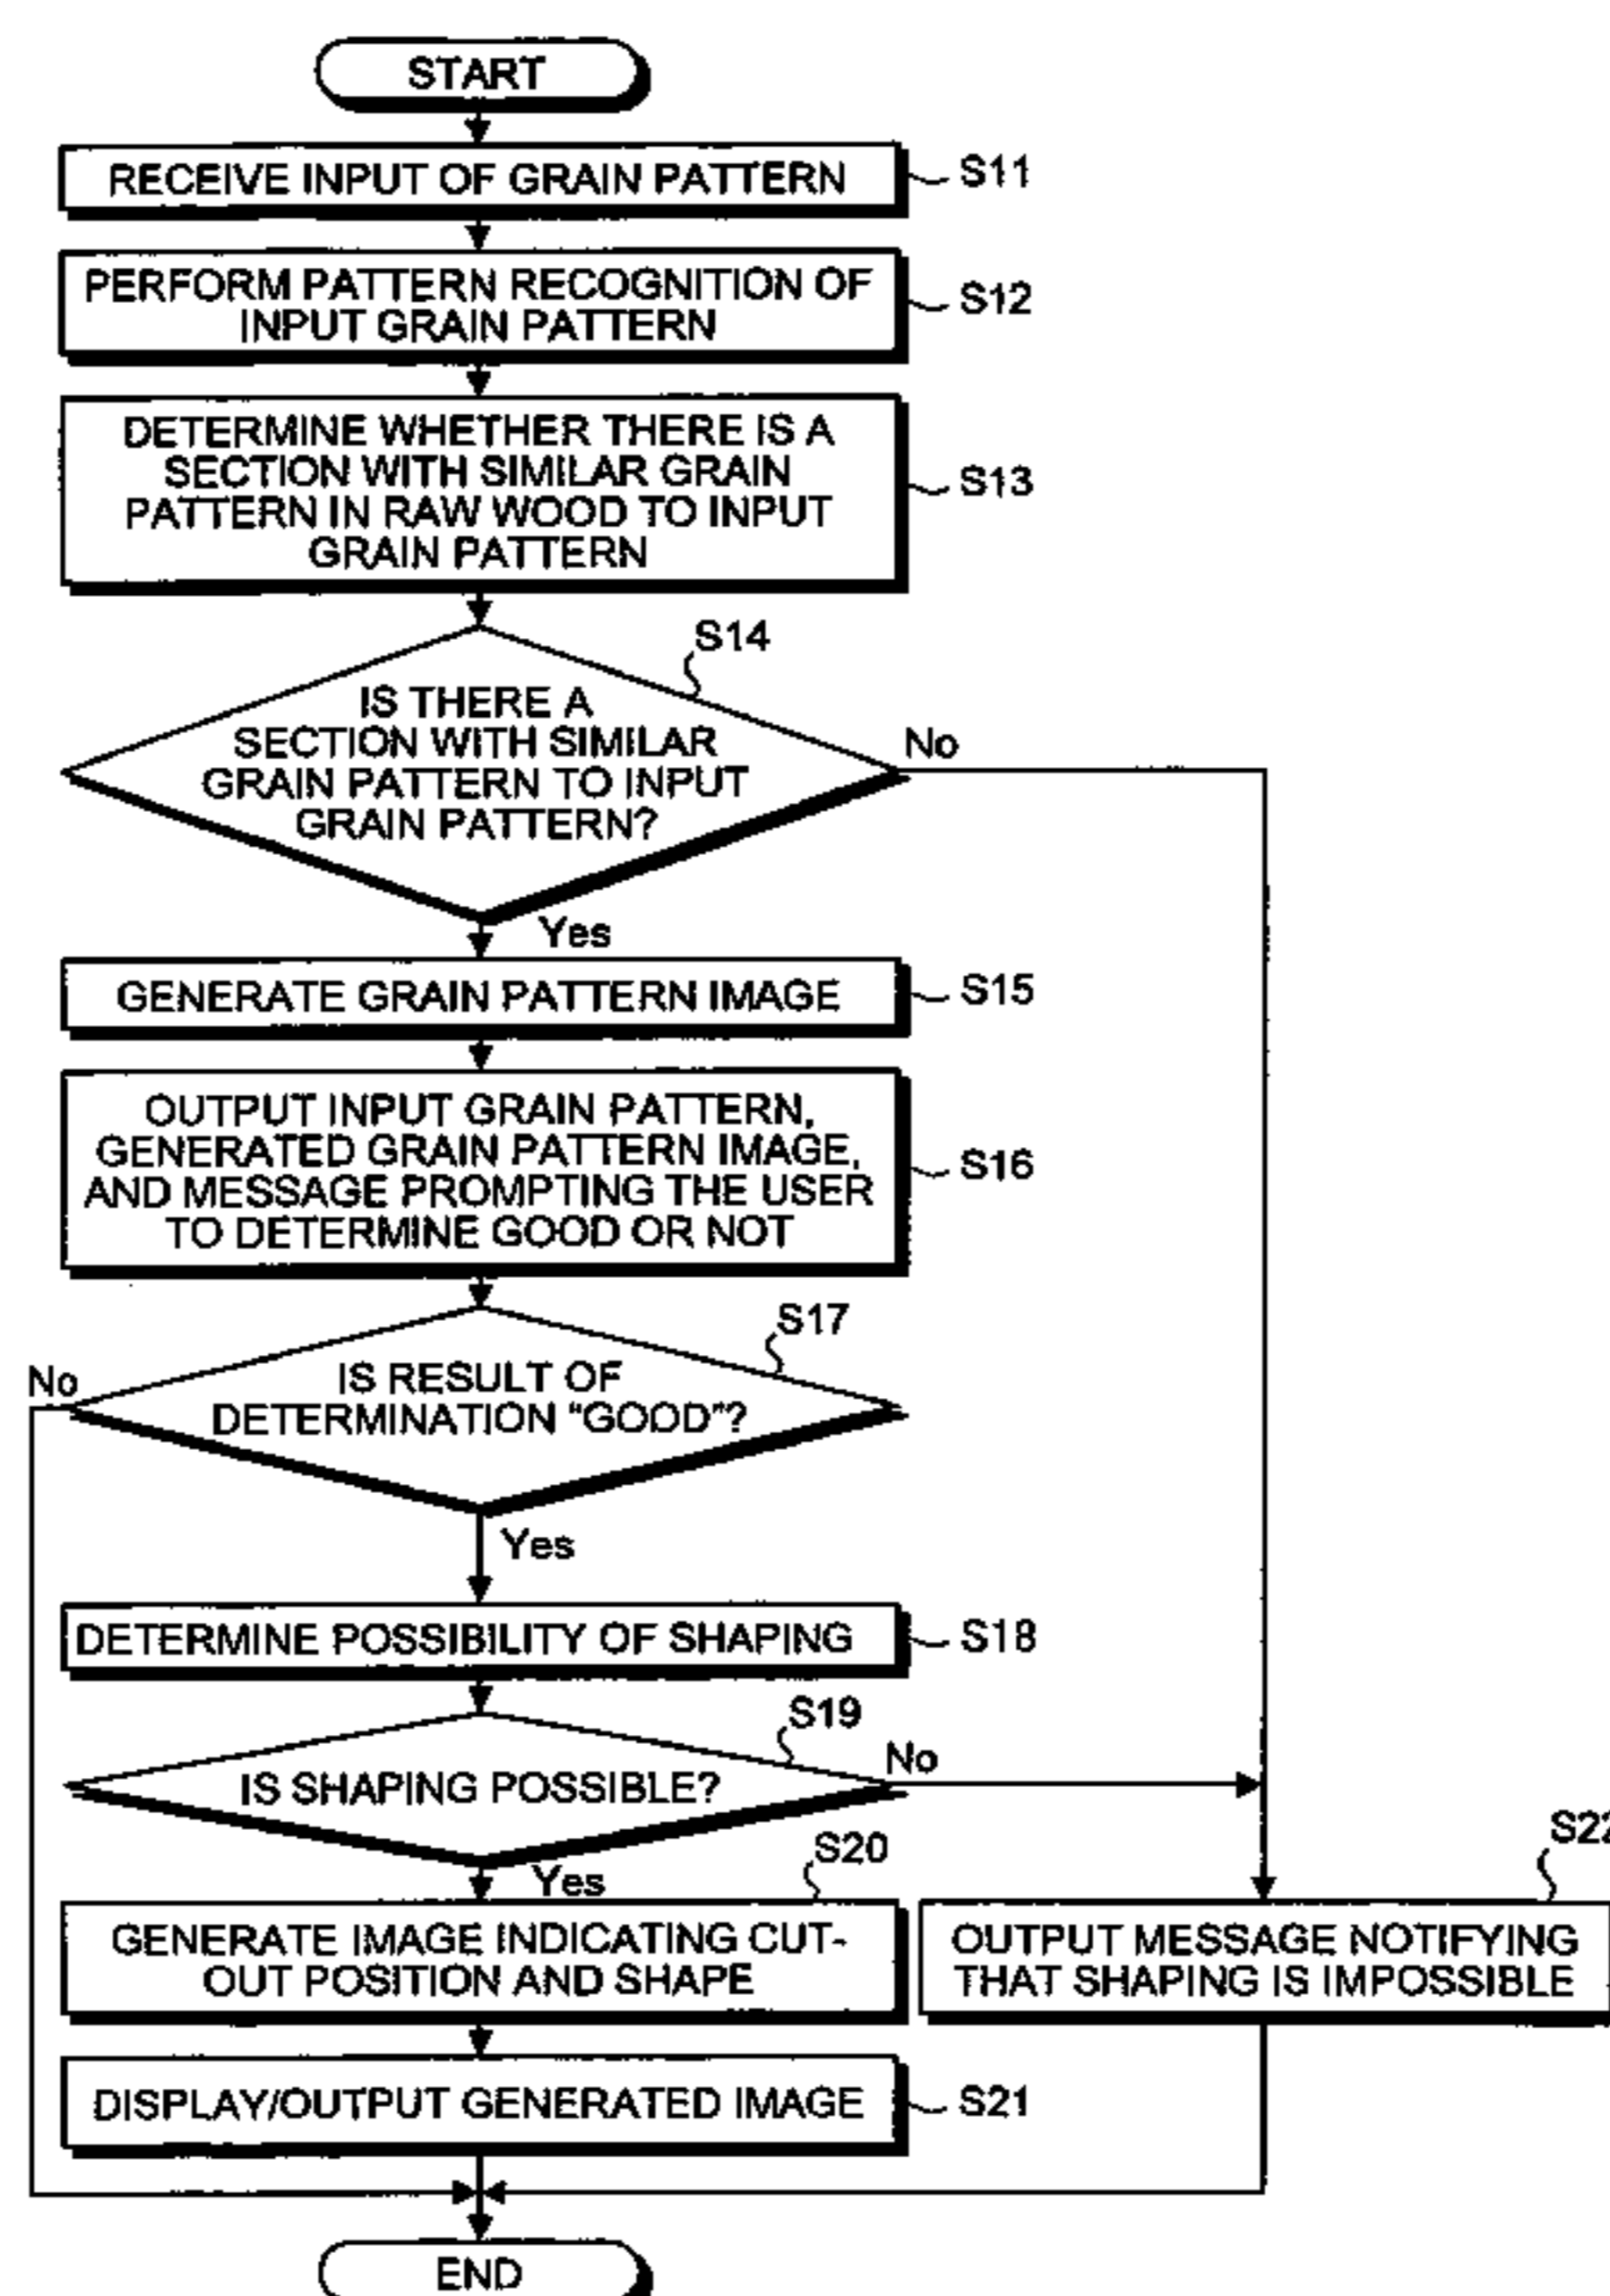 START
RECEIVE INPUT OF GRAIN PATTERN
S11
PERFORM PATTERN RECOGNITION OF
INPUT GRAIN PATTERN
S12
DETERMINE WHETHER THERE IS A
SECTION WITH SIMILAR GRAIN
PATTERN IN RAW WOOD TO INPUT
GRAIN PATTERN
S13
S14
IS THERE A
SECTION WITH SIMILAR
GRAIN PATTERN TO INPUT
GRAIN PATTERN?
No
Yes
GENERATE GRAIN PATTERN IMAGE
S15
OUTPUT INPUT GRAIN PATTERN,
GENERATED GRAIN PATTERN IMAGE,
AND MESSAGE PROMPTING THE USER
TO DETERMINE GOOD OR NOT
S16
S17
No
IS RESULT OF
DETERMINATION “GOOD”?
Yes
DETERMINE POSSIBILITY OF SHAPING
S18
S19
IS SHAPING POSSIBLE?
No
Yes
S20
GENERATE IMAGE INDICATING CUT-
OUT POSITION AND SHAPE
S22
OUTPUT MESSAGE NOTIFYING
THAT SHAPING IS IMPOSSIBLE
DISPLAY/OUTPUT GENERATED IMAGE
S21
END